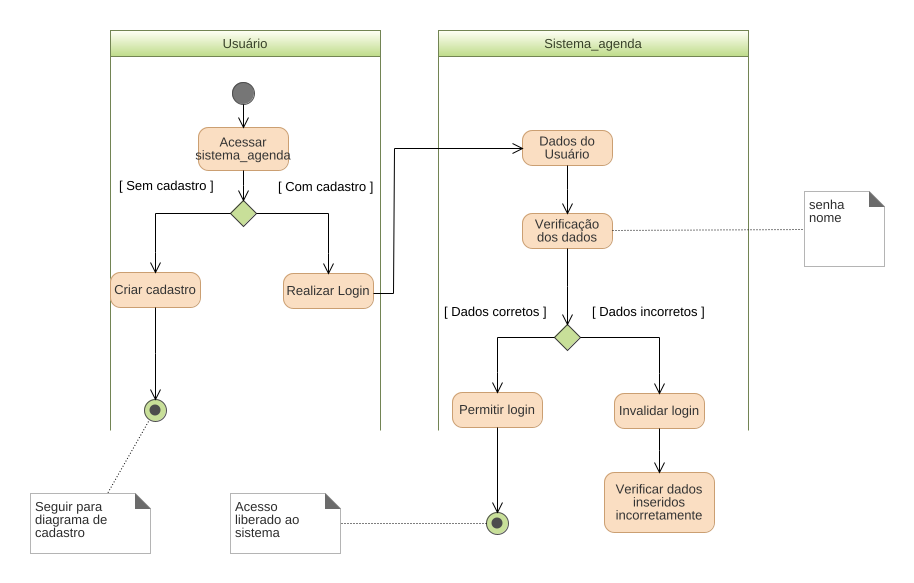 Usuário
Sistema_agenda
Acessar
sistema_agenda
[ Sem cadastro ]
[ Com cadastro ]
Criar cadastro
Realizar Login
Dados do
Usuário
Verificação
dos dados
senha
nome
[ Dados corretos ]
[ Dados incorretos ]
Permitir login
Invalidar login
Verificar dados
inseridos
incorretamente
Seguir para
diagrama de
cadastro
Acesso
liberado ao
sistema